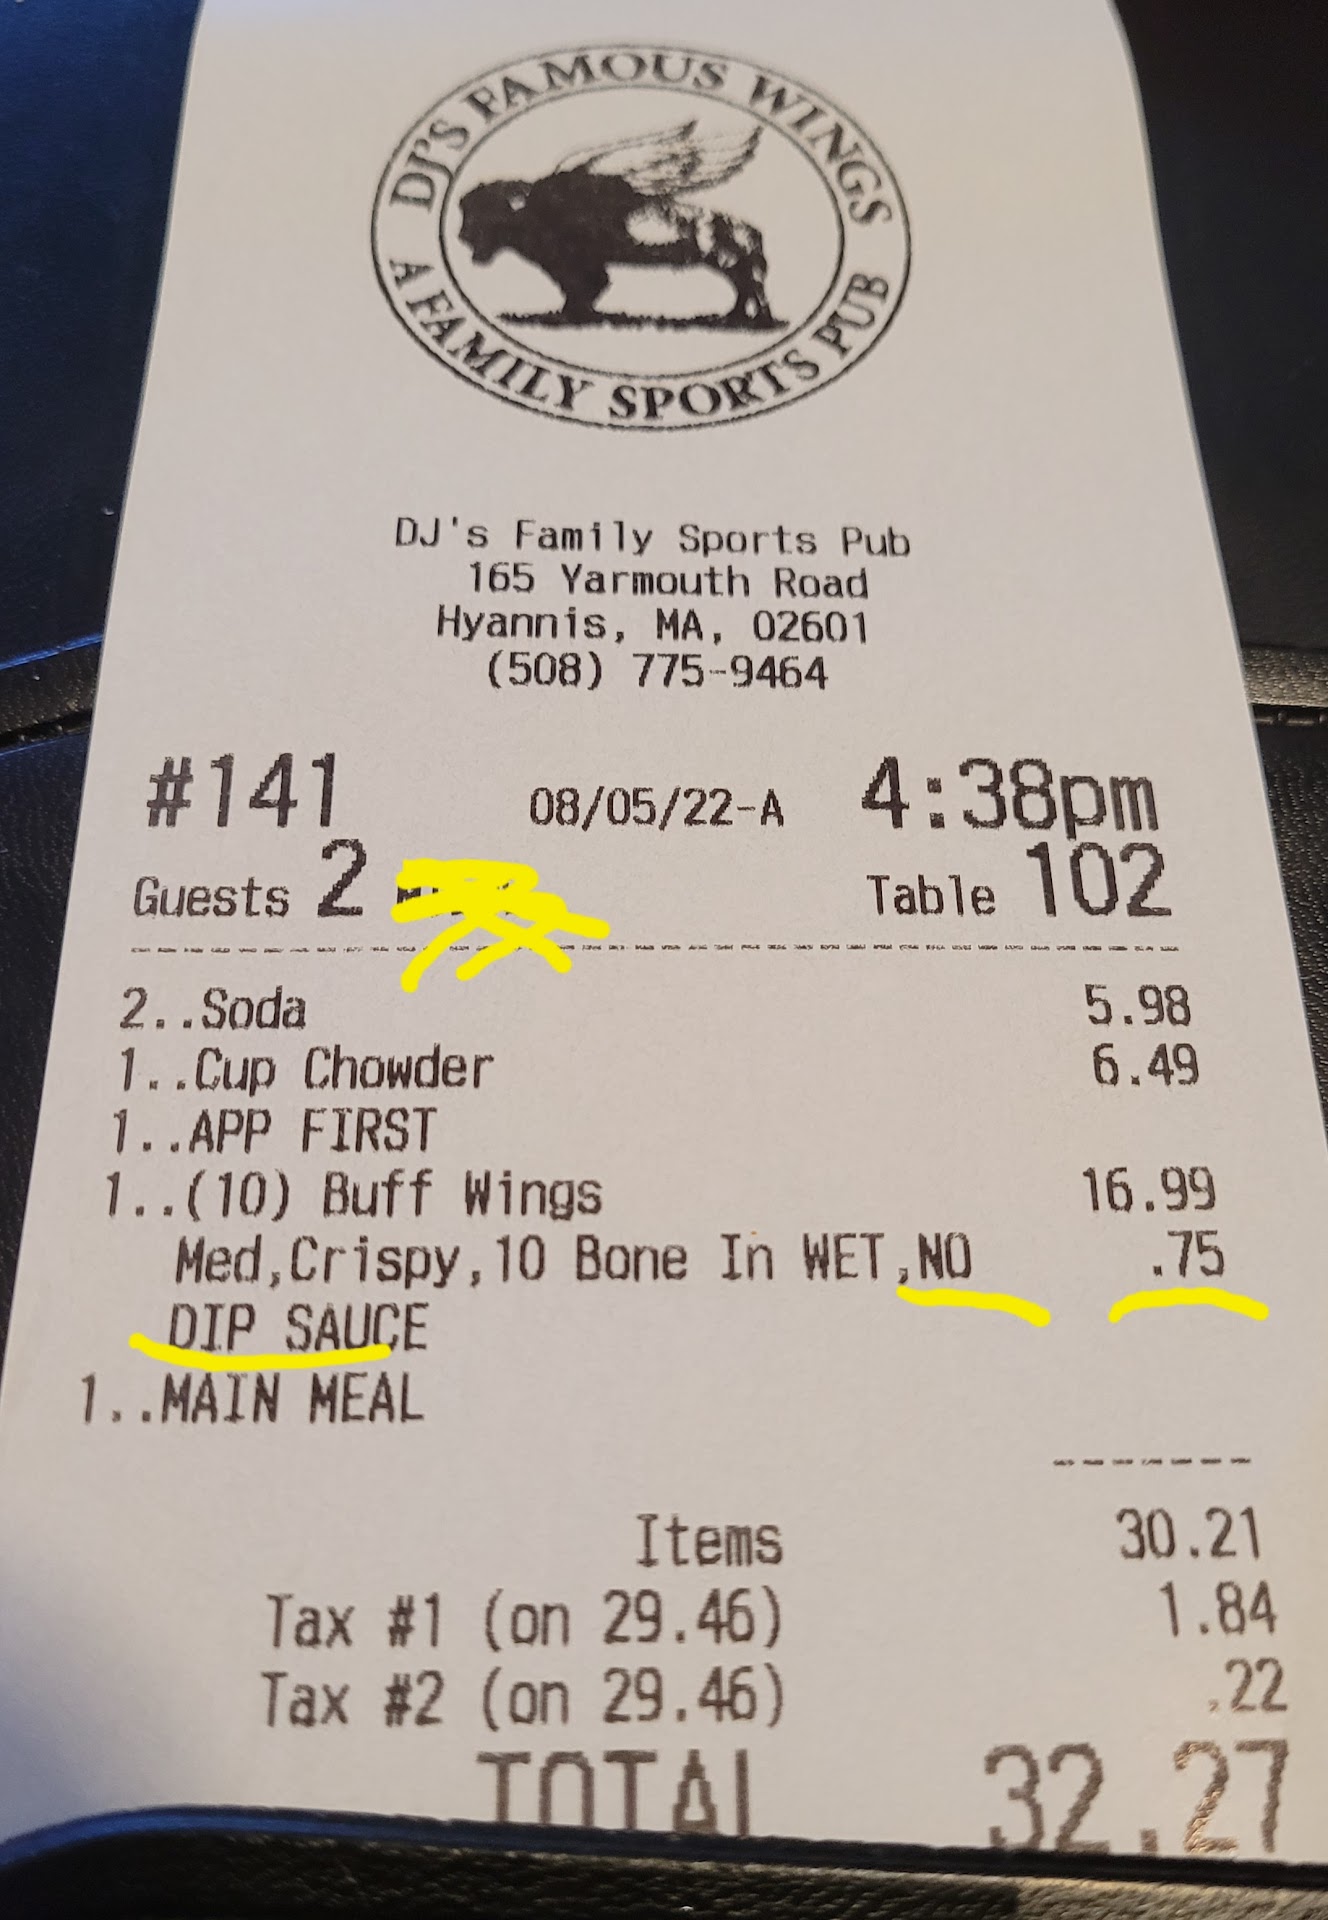 DJ'S FAMOUS WINGS
A FAMILY SPORTS PUB
DJ's Family Sports Pub
165 Yarmouth Road
Hyannis, MA, 02601
(508) 775-9464
#141 08/05/22-A 4:38pm
Guests 2 Table 102
2..Soda 5.98
1..Cup Chowder 6.49
1..APP FIRST
1..(10) Buff Wings 16.99
Med,Crispy,10 Bone In WET,NO .75
DIP SAUCE
1..MAIN MEAL
Items 30.21
Tax #1 (on 29.46) 1.84
Tax #2 (on 29.46) .22
TOTAL 32.27